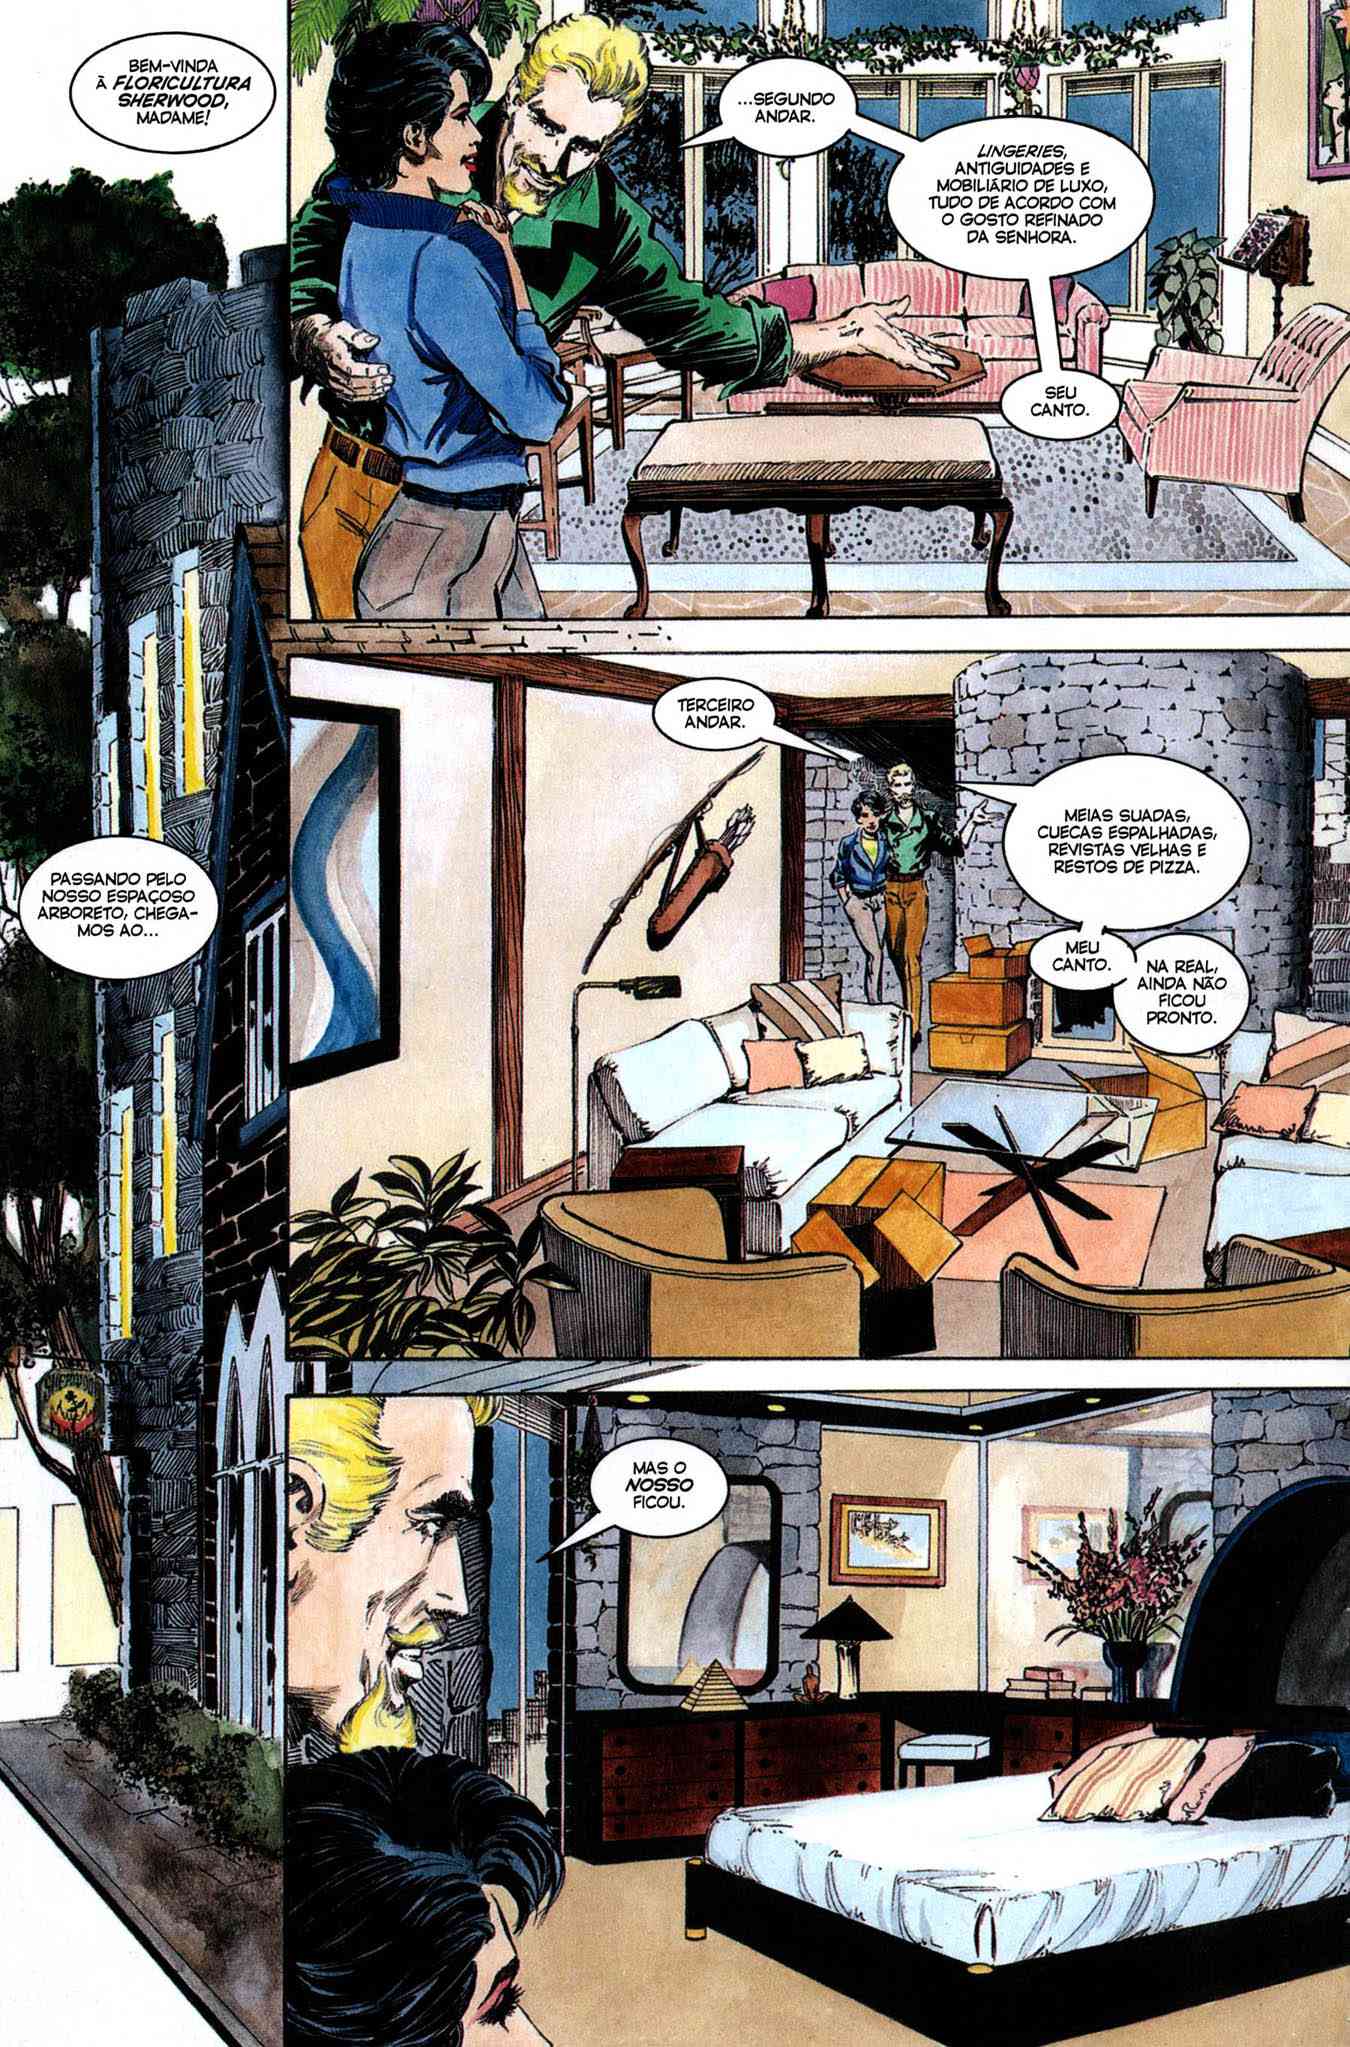 BEM-VINDA
À FLORICULTURA
SHERWOOD,
MADAME!
PASSANDO PELO
NOSSO ESPAÇOSO
ARBORETO, CHEGA-
MOS AO...
...SEGUNDO
ANDAR.
LINGERIES,
ANTIGUIDADES E
MOBILIÁRIO DE LUXO,
TUDO DE ACORDO COM
O GOSTO REFINADO
DA SENHORA.
SEU
CANTO.
TERCEIRO
ANDAR.
MEIAS SUADAS,
CUECAS ESPALHADAS,
REVISTAS VELHAS E
RESTOS DE PIZZA.
MEU
CANTO.
NA REAL,
AINDA NÃO
FICOU
PRONTO.
MAS O
NOSSO
FICOU.